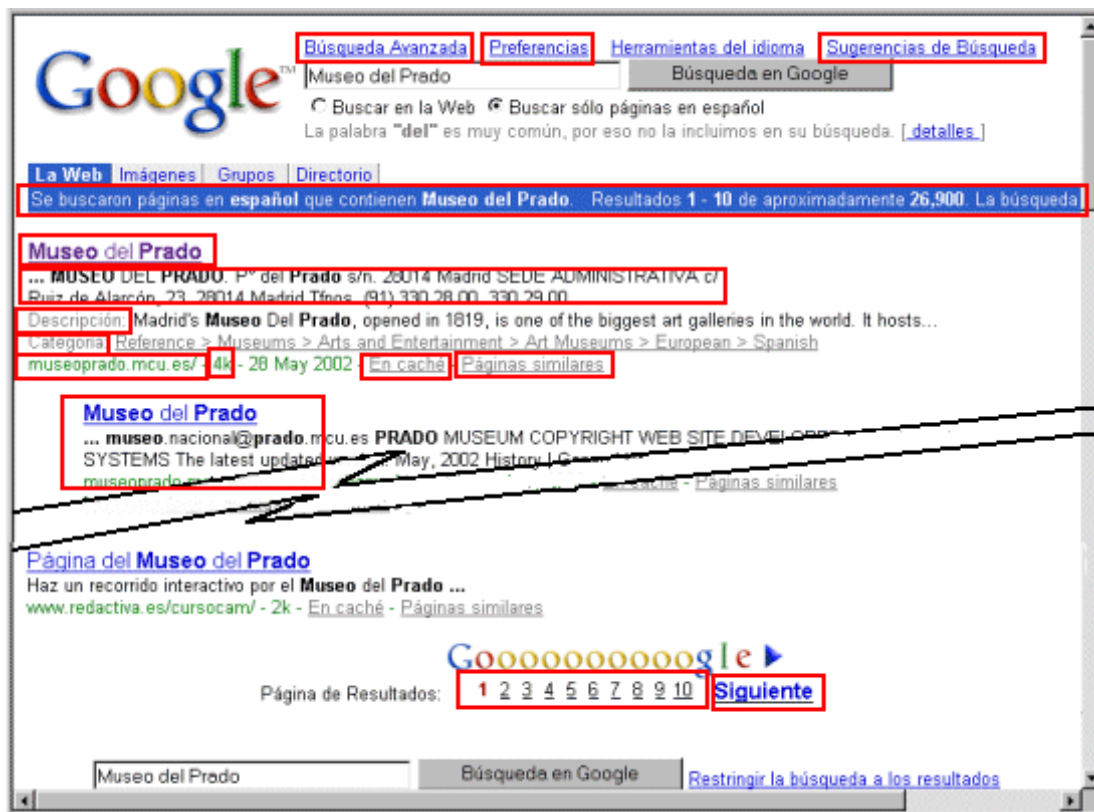 Búsqueda Avanzada Preferencias Herramientas del idioma Sugerencias de Búsqueda
Google™
Museo del Prado Búsqueda en Google
Buscar en la Web Buscar sólo páginas en español
La palabra "del" es muy común, por eso no la incluimos en su búsqueda. [ detalles ]
La Web Imágenes Grupos Directorio
Se buscaron páginas en español que contienen Museo del Prado. Resultados 1 - 10 de aproximadamente 26,900. La búsqueda
Museo del Prado
... MUSEO DEL PRADO. Pº del Prado s/n. 28014 Madrid SEDE ADMINISTRATIVA c/
Ruiz de Alarcón, 23. 28014 Madrid Tfnos. (91) 330 28 00. 330 29 00
Descripción: Madrid's Museo Del Prado, opened in 1819, is one of the biggest art galleries in the world. It hosts...
Categoría: Reference > Museums > Arts and Entertainment > Art Museums > European > Spanish
museoprado.mcu.es/ - 4k - 28 May 2002 - En caché - Páginas similares
Museo del Prado
... museo.nacional@prado.mcu.es PRADO MUSEUM COPYRIGHT WEB SITE
SYSTEMS The latest updated May, 2002 History |
En caché - Páginas similares
Página del Museo del Prado
Haz un recorrido interactivo por el Museo del Prado ...
www.redactiva.es/cursocam/ - 2k - En caché - Páginas similares
Goooooooooogle
Página de Resultados: 1 2 3 4 5 6 7 8 9 10 Siguiente
Museo del Prado Búsqueda en Google Restringir la búsqueda a los resultados